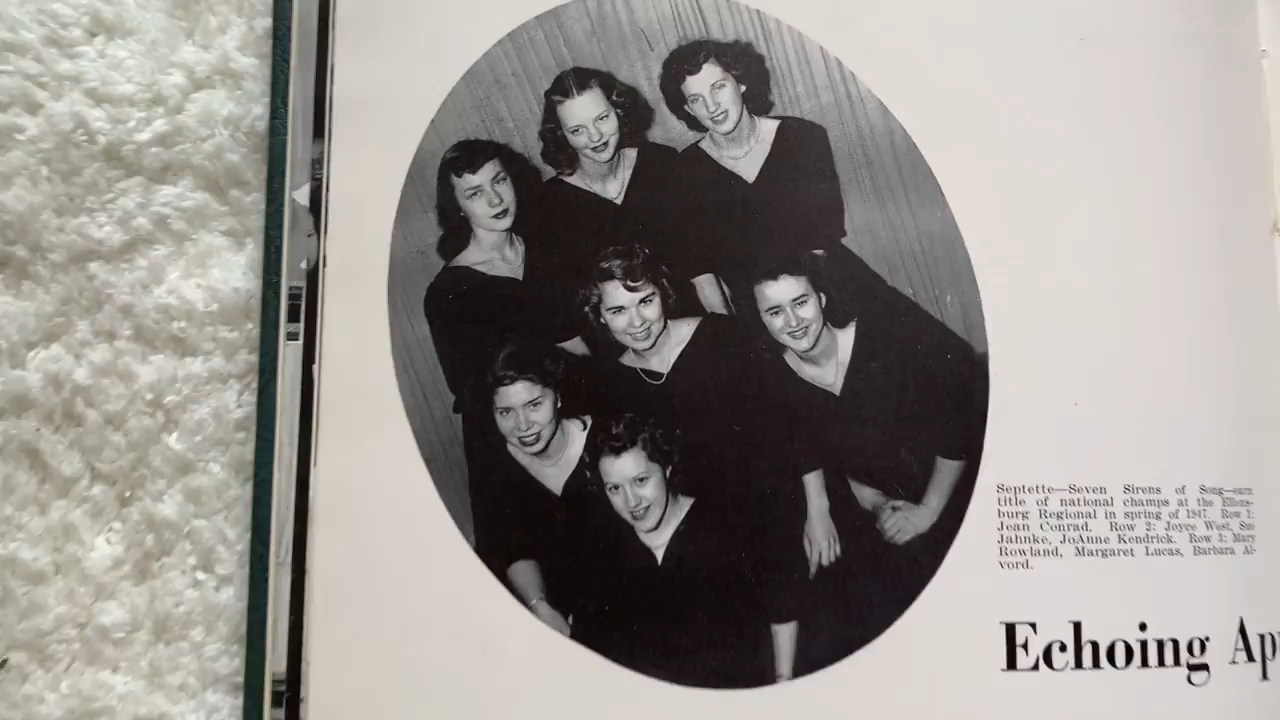 Septette—Seven Sirens of Song—earn
title of national champs at the Ellens-
burg Regional in spring of 1947. Row 1:
Jean Conrad. Row 2: Joyce West, Sue
Jahnke, JoAnne Kendrick. Row 3: Mary
Rowland, Margaret Lucas, Barbara Al-
vord.
Echoing Ap